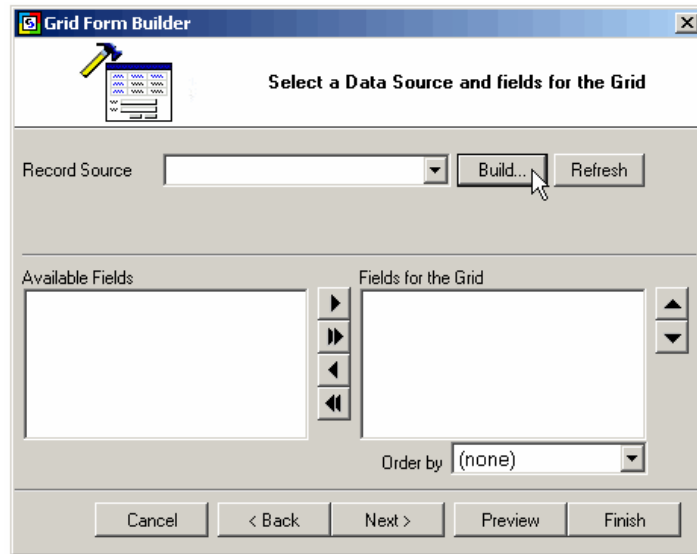 Grid Form Builder
Select a Data Source and fields for the Grid
Record Source Build... Refresh
Available Fields Fields for the Grid
Order by (none)
Cancel < Back Next > Preview Finish